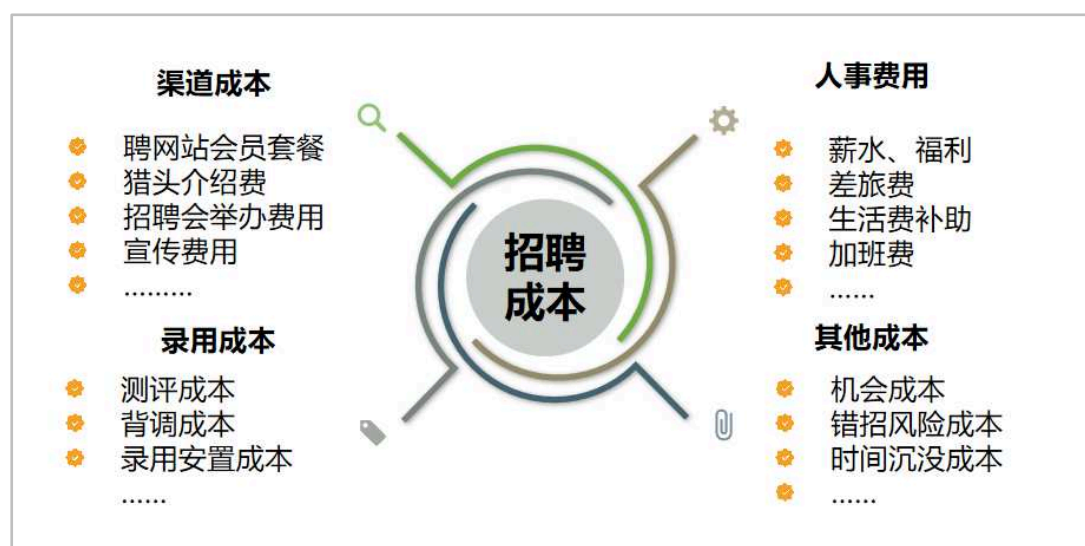 渠道成本
聘网站会员套餐
猎头介绍费
招聘会举办费用
宣传费用
.........
人事费用
薪水、福利
差旅费
生活费补助
加班费
......
招聘
成本
录用成本
测评成本
背调成本
录用安置成本
......
其他成本
机会成本
错招风险成本
时间沉没成本
......